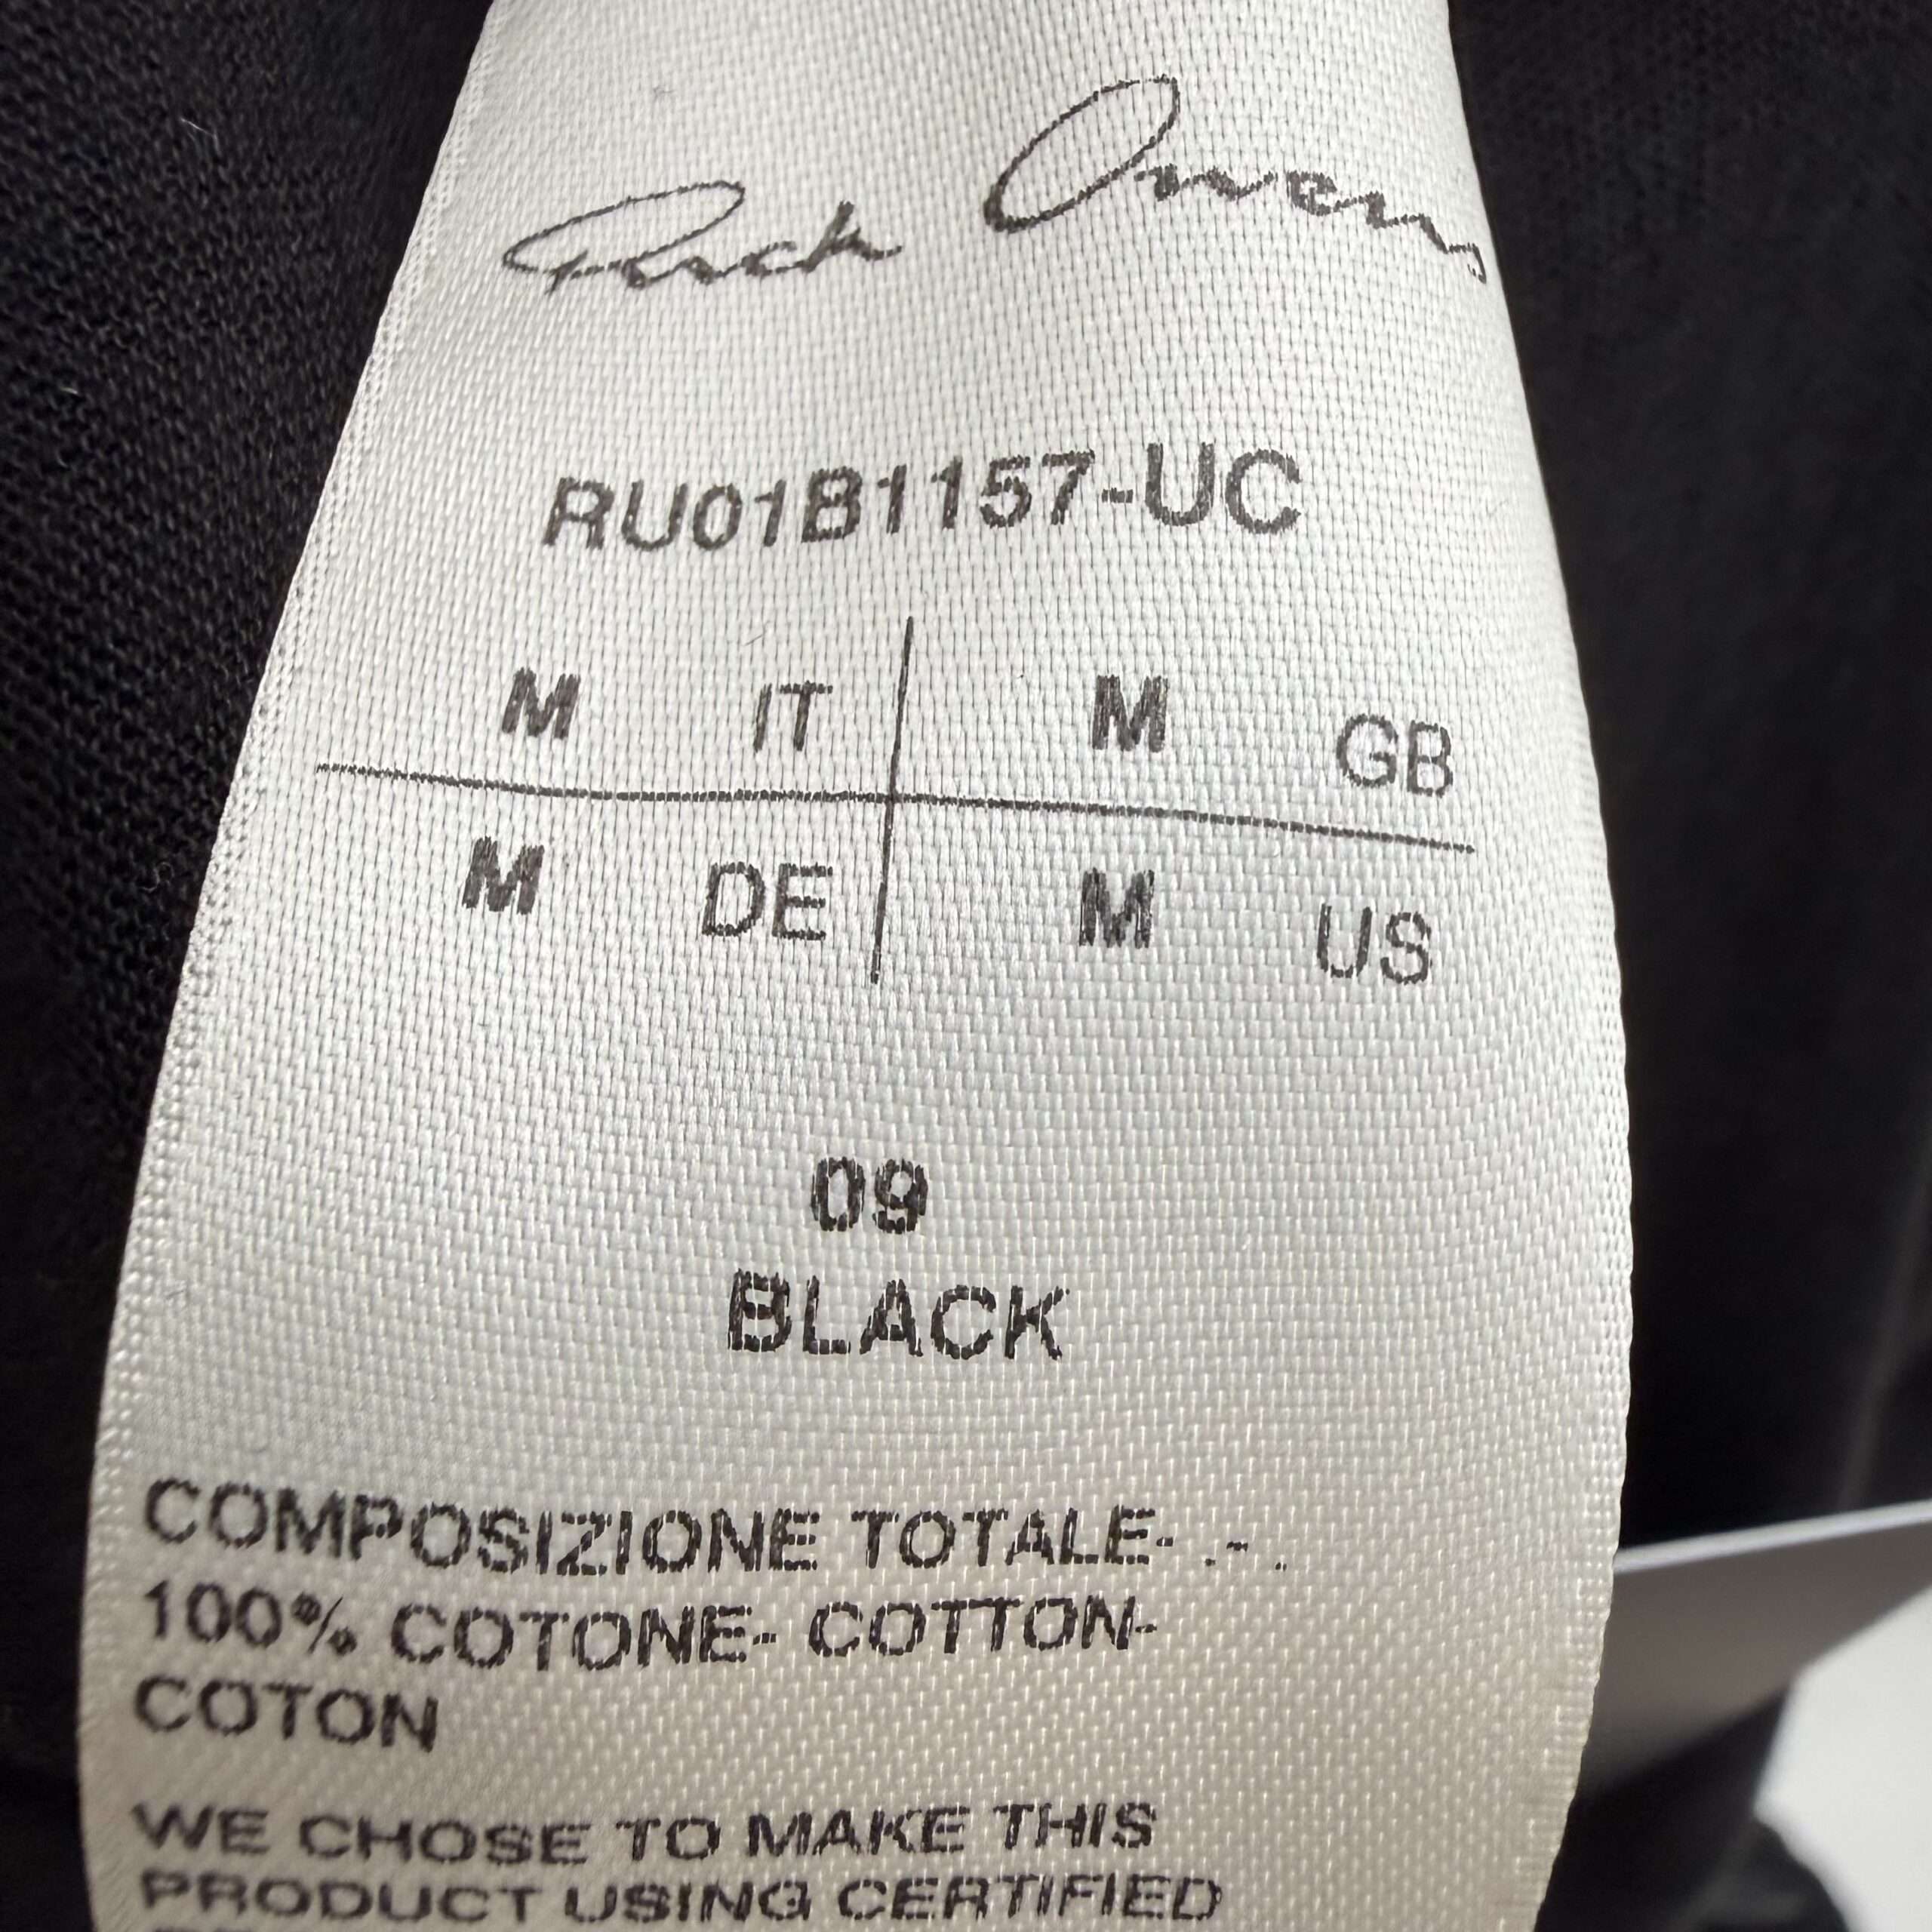 Rick Owens
RU01B1157-UC
M IT M GB
M DE M US
09
BLACK
COMPOSIZIONE TOTALE- .- .
100% COTONE- COTTON-
COTON
WE CHOSE TO MAKE THIS
PRODUCT USING CERTIFIED